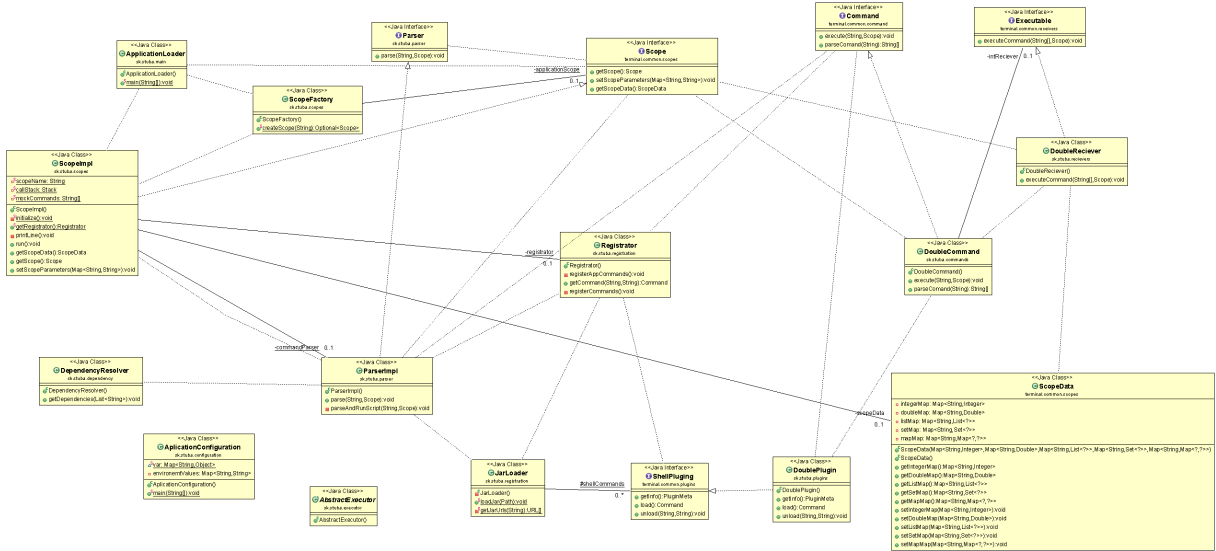 <<Java Class>>
ApplicationLoader
sk.stuba.main
ApplicationLoader()
main(String[]):void
<<Java Interface>>
Parser
sk.stuba.parser
parse(String,Scope):void
<<Java Interface>>
Scope
terminal.common.scopes
getScope():Scope
setScopeParameters(Map<String,String>):void
getScopeData():ScopeData
<<Java Interface>>
Command
terminal.common.command
execute(String,Scope):void
parseComand(String):String[]
<<Java Interface>>
Executable
terminal.common.receivers
executeCommand(String[],Scope):void
-applicationScope
0..1
-intReciever
0..1
<<Java Class>>
ScopeFactory
sk.stuba.scopes
ScopeFactory()
createScope(String):Optional<Scope>
<<Java Class>>
ScopeImpl
sk.stuba.scopes
scopeName: String
callStack: Stack
mockCommands: String[]
ScopeImpl()
initialize():void
getRegistrator():Registrator
printLine():void
run():void
getScopeData():ScopeData
getScope():Scope
setScopeParameters(Map<String,String>):void
<<Java Class>>
DoubleReciever
sk.stuba.recievers
DoubleReciever()
executeCommand(String[],Scope):void
<<Java Class>>
Registrator
sk.stuba.registration
Registrator()
registerAppCommands():void
getCommand(String,String):Command
registerCommands():void
-registrator
0..1
<<Java Class>>
DoubleCommand
sk.stuba.commands
DoubleCommand()
execute(String,Scope):void
parseComand(String):String[]
-commandParser
0..1
<<Java Class>>
DependencyResolver
sk.stuba.dependency
DependencyResolver()
getDependencies(List<String>):void
<<Java Class>>
ParserImpl
sk.stuba.parser
ParserImpl()
parse(String,Scope):void
parseAndRunScript(String,Scope):void
-scopeData
0..1
<<Java Class>>
ScopeData
terminal.common.scopes
integerMap: Map<String,Integer>
doubleMap: Map<String,Double>
listMap: Map<String,List<?>>
setMap: Map<String,Set<?>>
mapMap: Map<String,Map<?,?>>
ScopeData(Map<String,Integer>,Map<String,Double>,Map<String,List<?>>,Map<String,Set<?>>,Map<String,Map<?,?>>)
ScopeData()
getIntegerMap():Map<String,Integer>
getDoubleMap():Map<String,Double>
getListMap():Map<String,List<?>>
getSetMap():Map<String,Set<?>>
getMapMap():Map<String,Map<?,?>>
setIntegerMap(Map<String,Integer>):void
setDoubleMap(Map<String,Double>):void
setListMap(Map<String,List<?>>):void
setSetMap(Map<String,Set<?>>):void
setMapMap(Map<String,Map<?,?>>):void
<<Java Class>>
AplicationConfiguration
sk.stuba.configuration
var: Map<String,Object>
enviromentValues: Map<String,String>
AplicationConfiguration()
main(String[]):void
<<Java Class>>
AbstractExecutor
sk.stuba.executor
AbstractExecutor()
<<Java Class>>
JarLoader
sk.stuba.registration
JarLoader()
loadJar(Path):void
getJarUrls(String):URL[]
#shellCommands
0..*
<<Java Interface>>
ShellPluging
terminal.common.plugins
getInfo():PluginMeta
load():Command
unload(String,String):void
<<Java Class>>
DoublePlugin
sk.stuba.plugins
DoublePlugin()
getInfo():PluginMeta
load():Command
unload(String,String):void